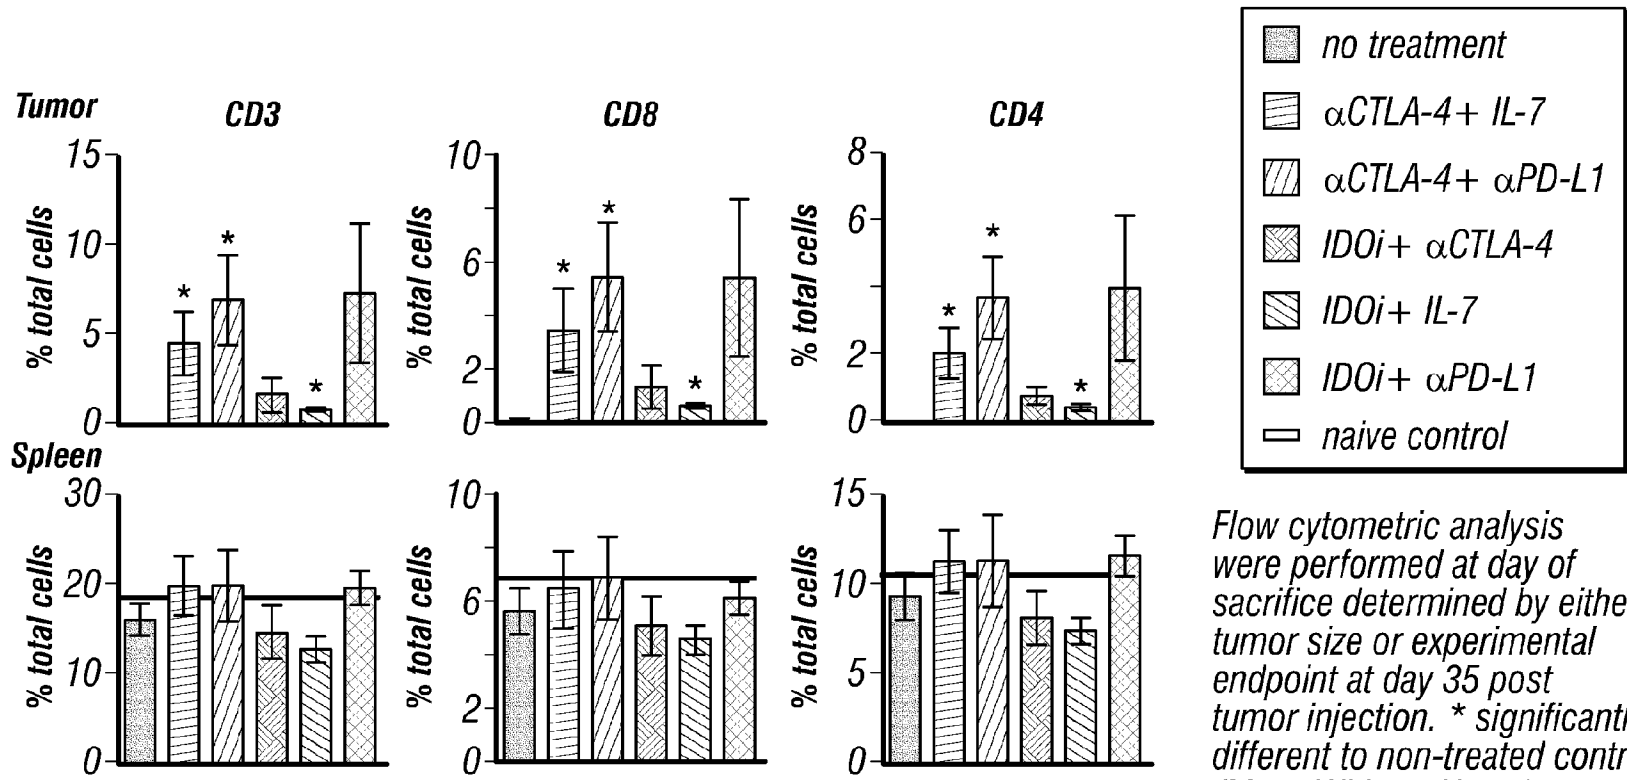 Tumor
CD3
CD8
CD4
% total cells
15
10
5
0
% total cells
10
6
2
0
% total cells
8
6
4
2
0
Spleen
% total cells
30
20
10
0
% total cells
10
6
2
0
% total cells
15
10
5
0
* * *
* * *
* * *
no treatment
αCTLA-4+ IL-7
αCTLA-4+ αPD-L1
IDOi+ αCTLA-4
IDOi+ IL-7
IDOi+ αPD-L1
naive control
Flow cytometric analysis
were performed at day of
sacrifice determined by eithe
tumor size or experimental
endpoint at day 35 post
tumor injection. * significantl
different to non-treated contr